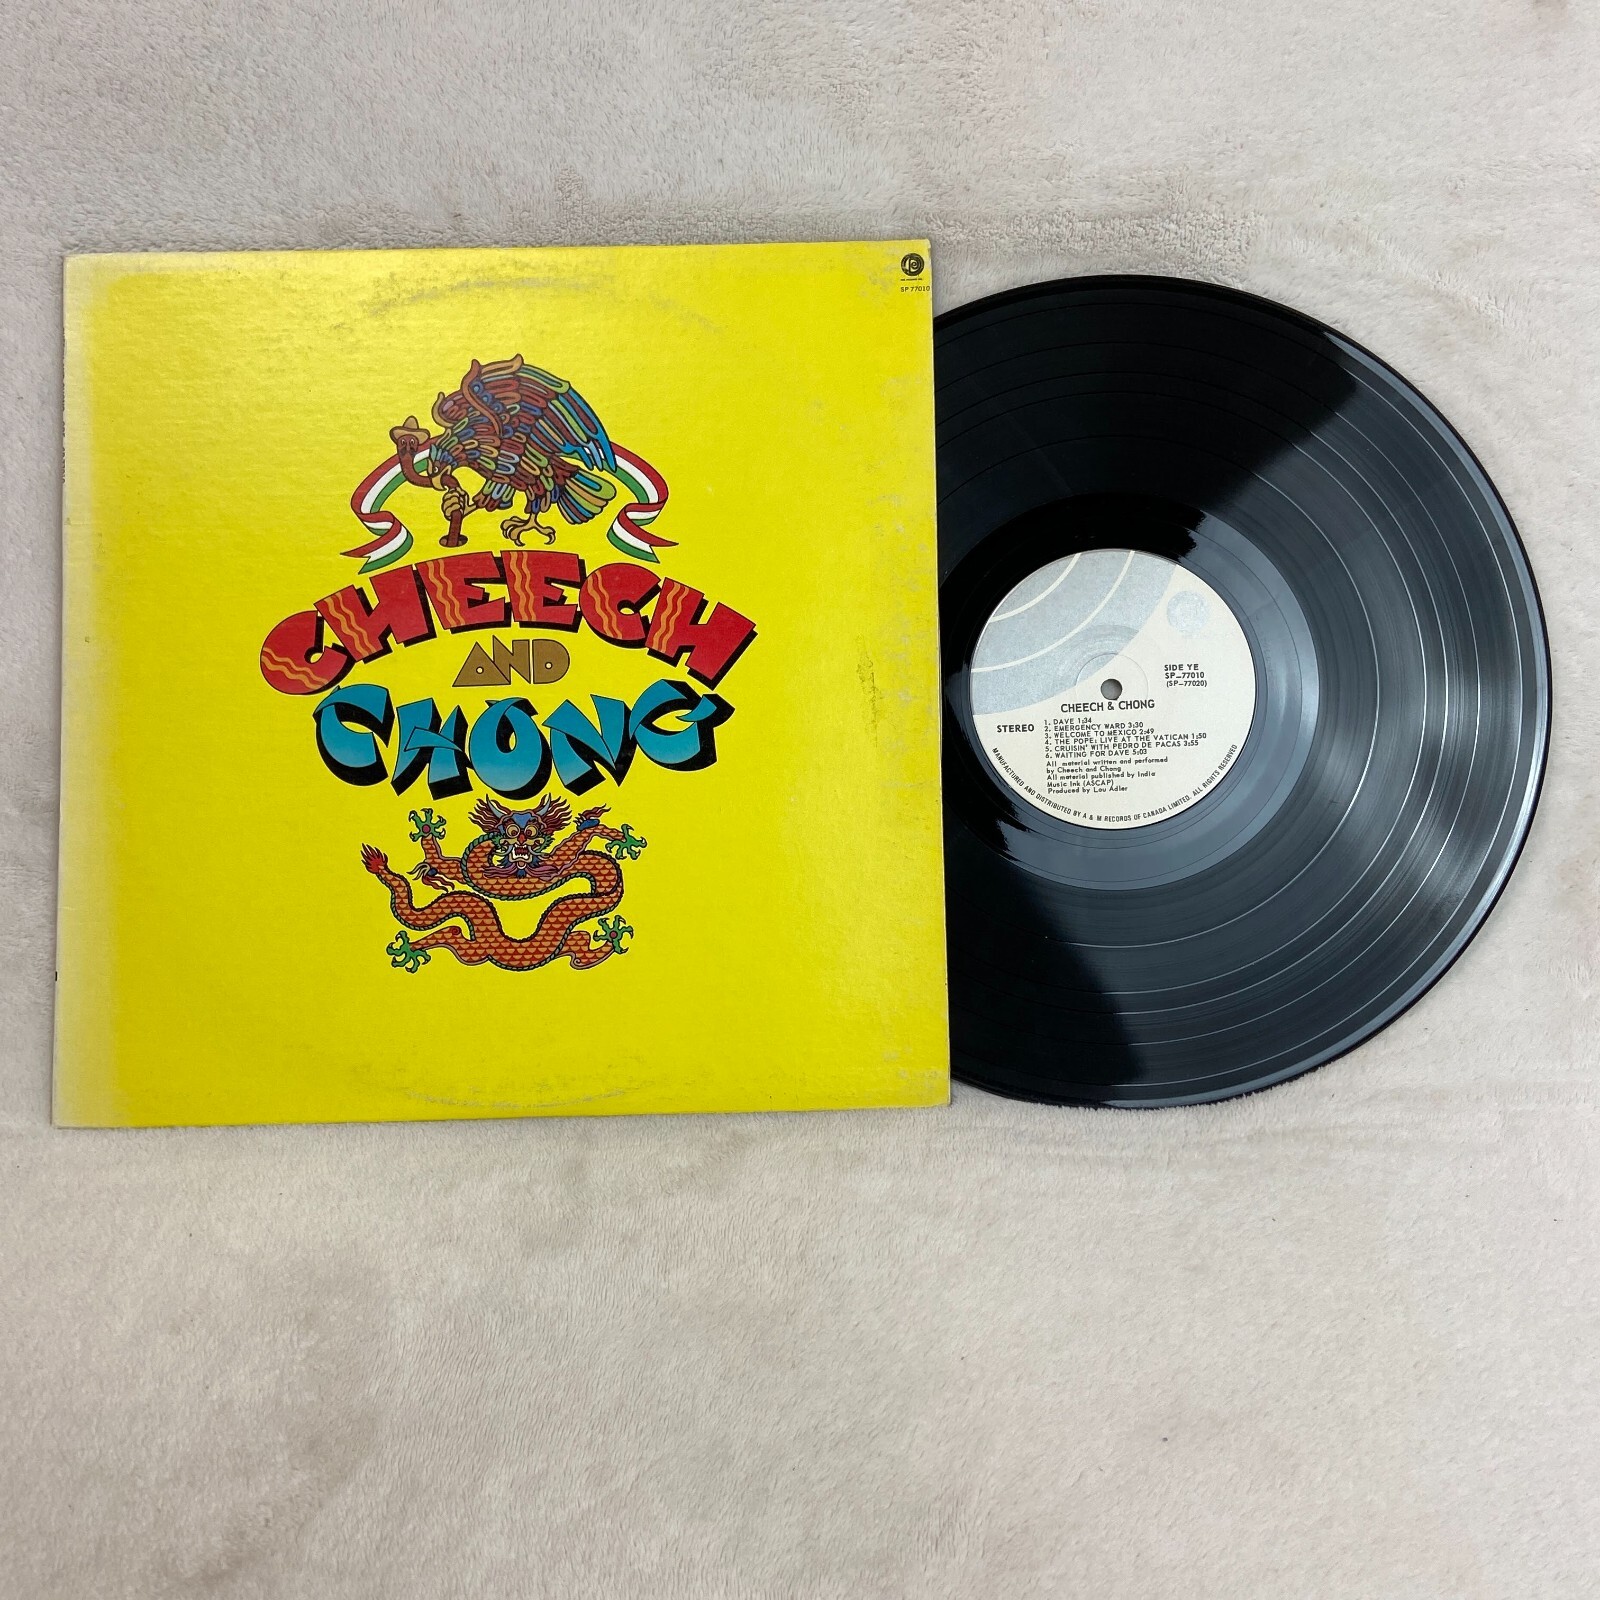 SP 77010
CHEECH
AND
CHONG
SIDE YE
SP-77010
(SP-77020)
CHEECH & CHONG
STEREO
1. DAVE 1:34
2. EMERGENCY WARD 3:30
3. WELCOME TO MEXICO 2:49
4. THE POPE: LIVE AT THE VATICAN 1:50
5. CRUISIN' WITH PEDRO DE PACAS 3:55
6. WAITING FOR DAVE 5:03
All material written and performed
by Cheech and Chong
All material published by India
Music Ink (ASCAP)
Produced by Lou Adler
MANUFACTURED AND DISTRIBUTED BY A & M RECORDS OF CANADA LIMITED. ALL RIGHTS RESERVED